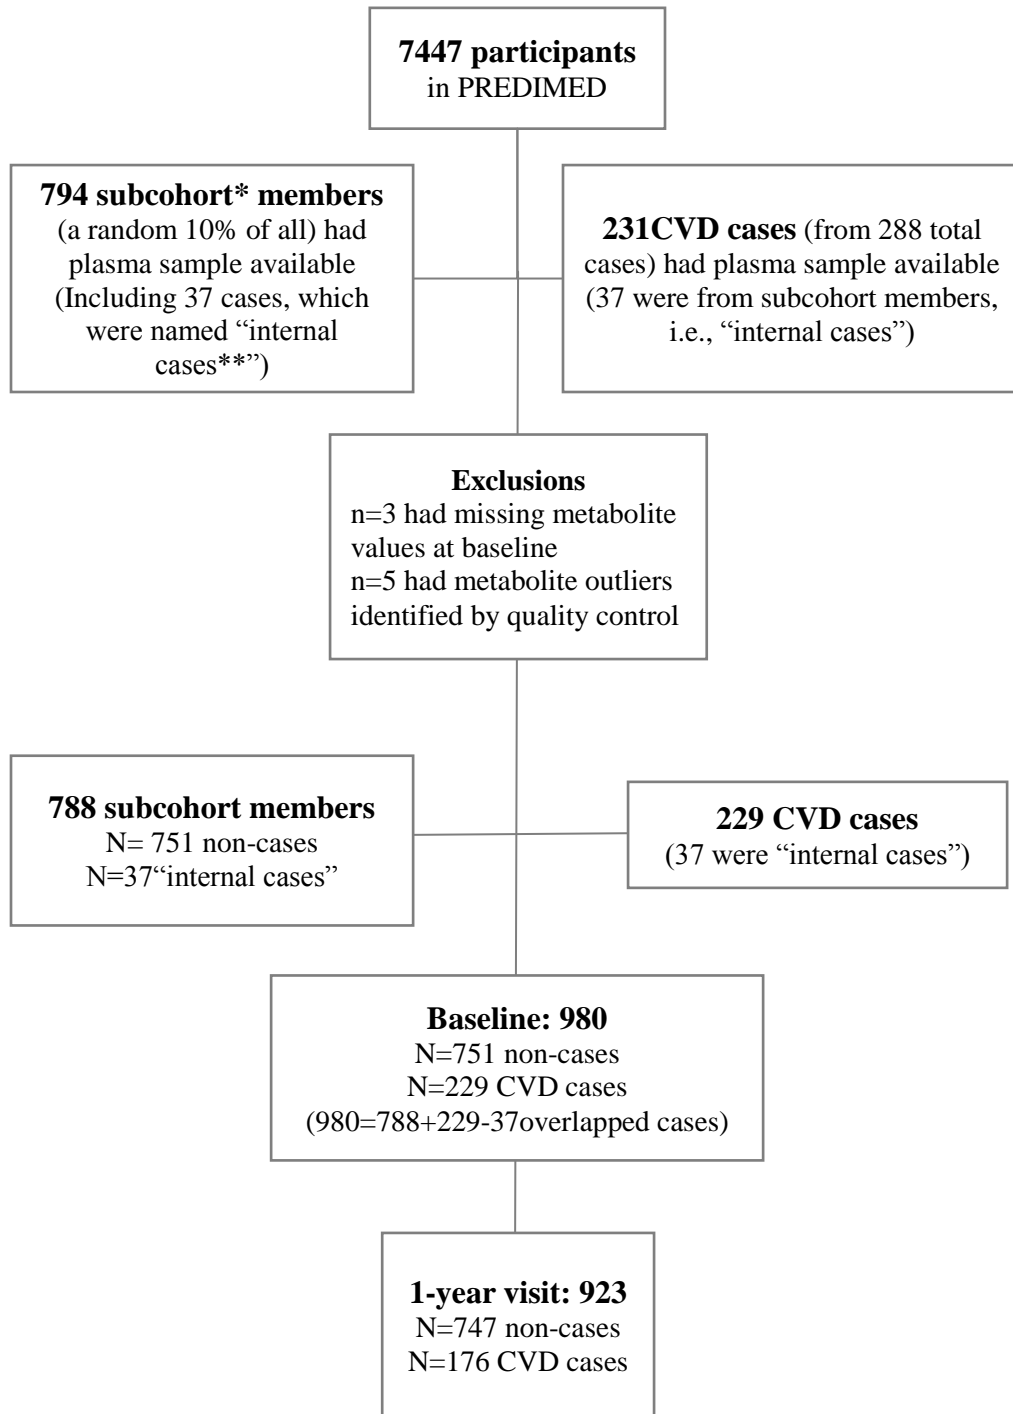 7447 participants
in PREDIMED
794 subcohort* members
(a random 10% of all) had
plasma sample available
(Including 37 cases, which
were named “internal
cases**”)
231CVD cases (from 288 total
cases) had plasma sample available
(37 were from subcohort members,
i.e., “internal cases”)
Exclusions
n=3 had missing metabolite
values at baseline
n=5 had metabolite outliers
identified by quality control
788 subcohort members
N= 751 non-cases
N=37“internal cases”
229 CVD cases
(37 were “internal cases”)
Baseline: 980
N=751 non-cases
N=229 CVD cases
(980=788+229-37overlapped cases)
1-year visit: 923
N=747 non-cases
N=176 CVD cases